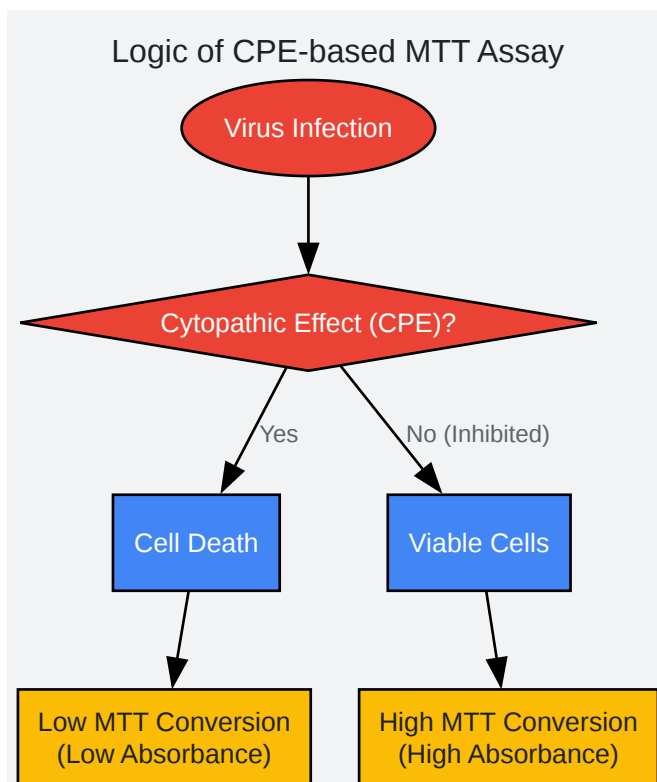 Logic of CPE-based MTT Assay
Virus Infection
Cytopathic Effect (CPE)?
Yes
No (Inhibited)
Cell Death
Viable Cells
Low MTT Conversion
(Low Absorbance)
High MTT Conversion
(High Absorbance)